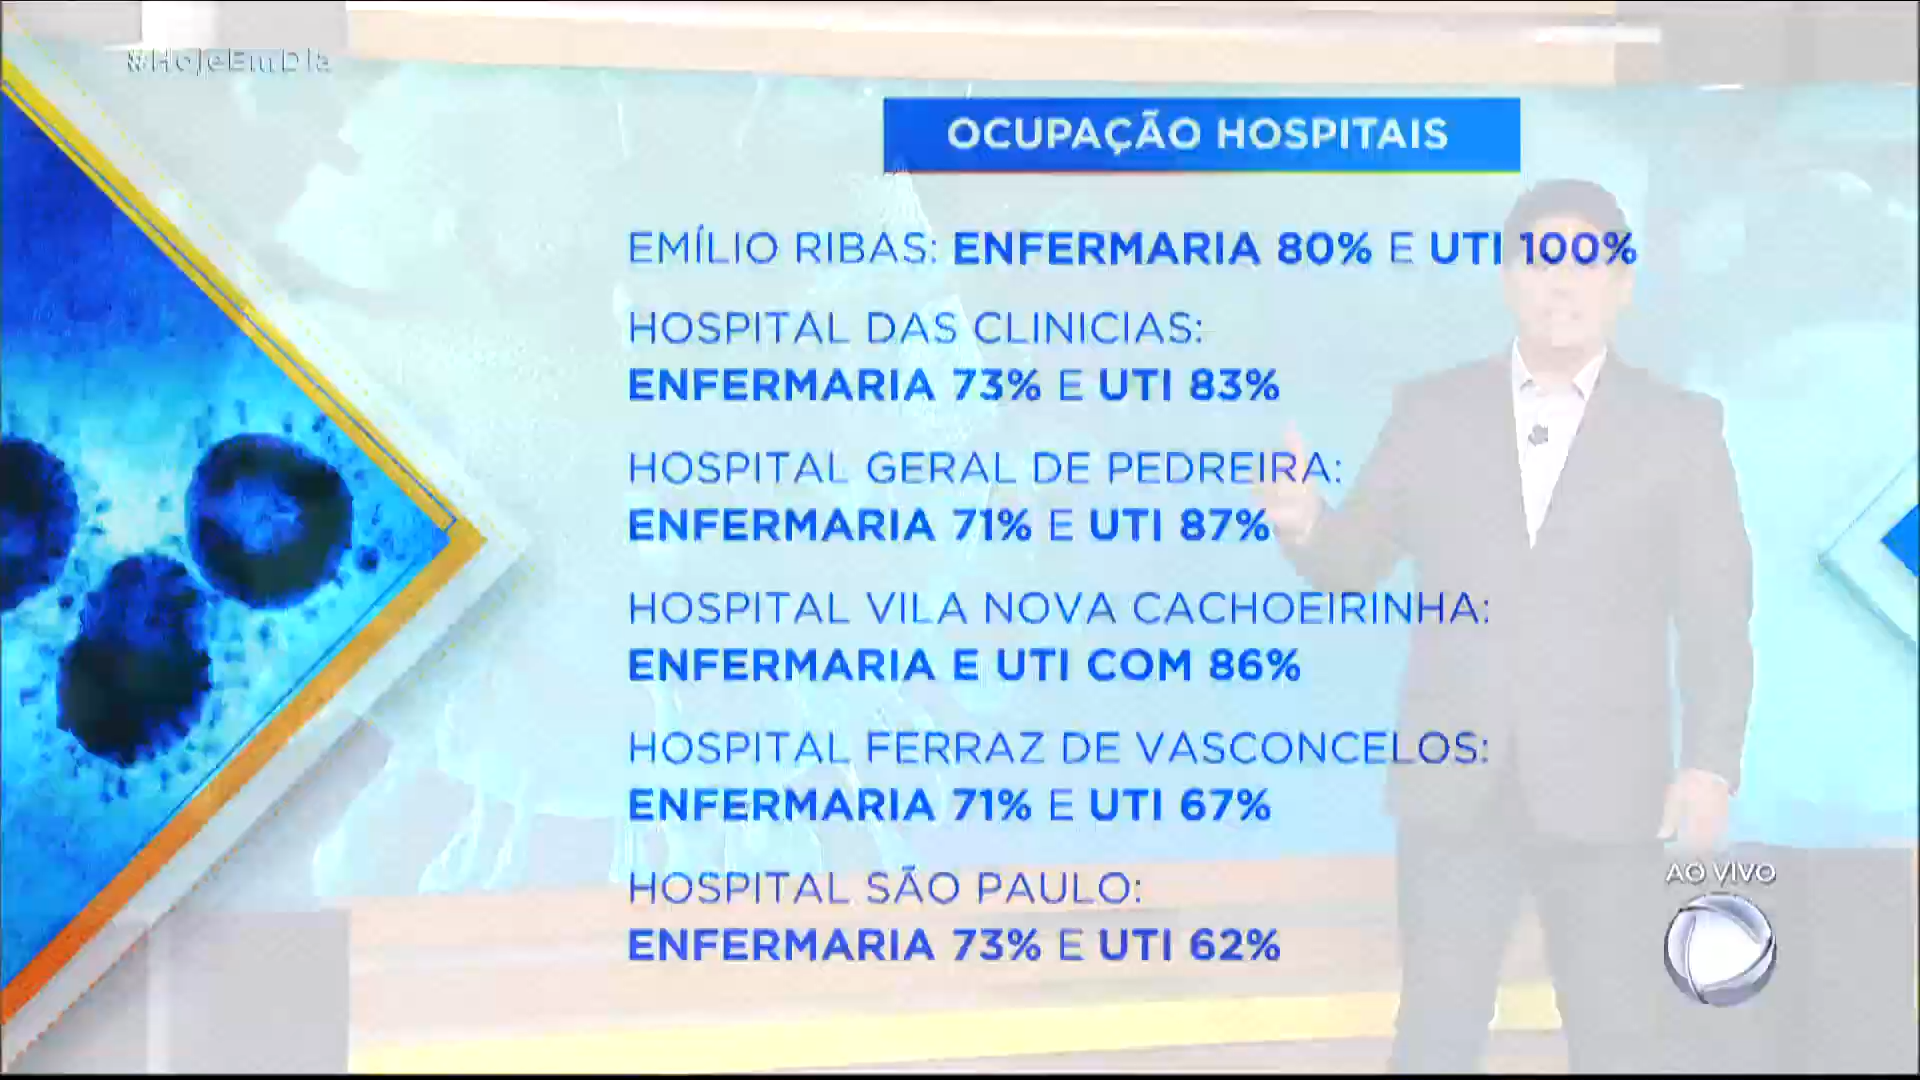 #HojeEmDia
OCUPAÇÃO HOSPITAIS
EMÍLIO RIBAS: ENFERMARIA 80% E UTI 100%
HOSPITAL DAS CLINICIAS:
ENFERMARIA 73% E UTI 83%
HOSPITAL GERAL DE PEDREIRA:
ENFERMARIA 71% E UTI 87%
HOSPITAL VILA NOVA CACHOEIRINHA:
ENFERMARIA E UTI COM 86%
HOSPITAL FERRAZ DE VASCONCELOS:
ENFERMARIA 71% E UTI 67%
HOSPITAL SÃO PAULO:
ENFERMARIA 73% E UTI 62%
AO VIVO